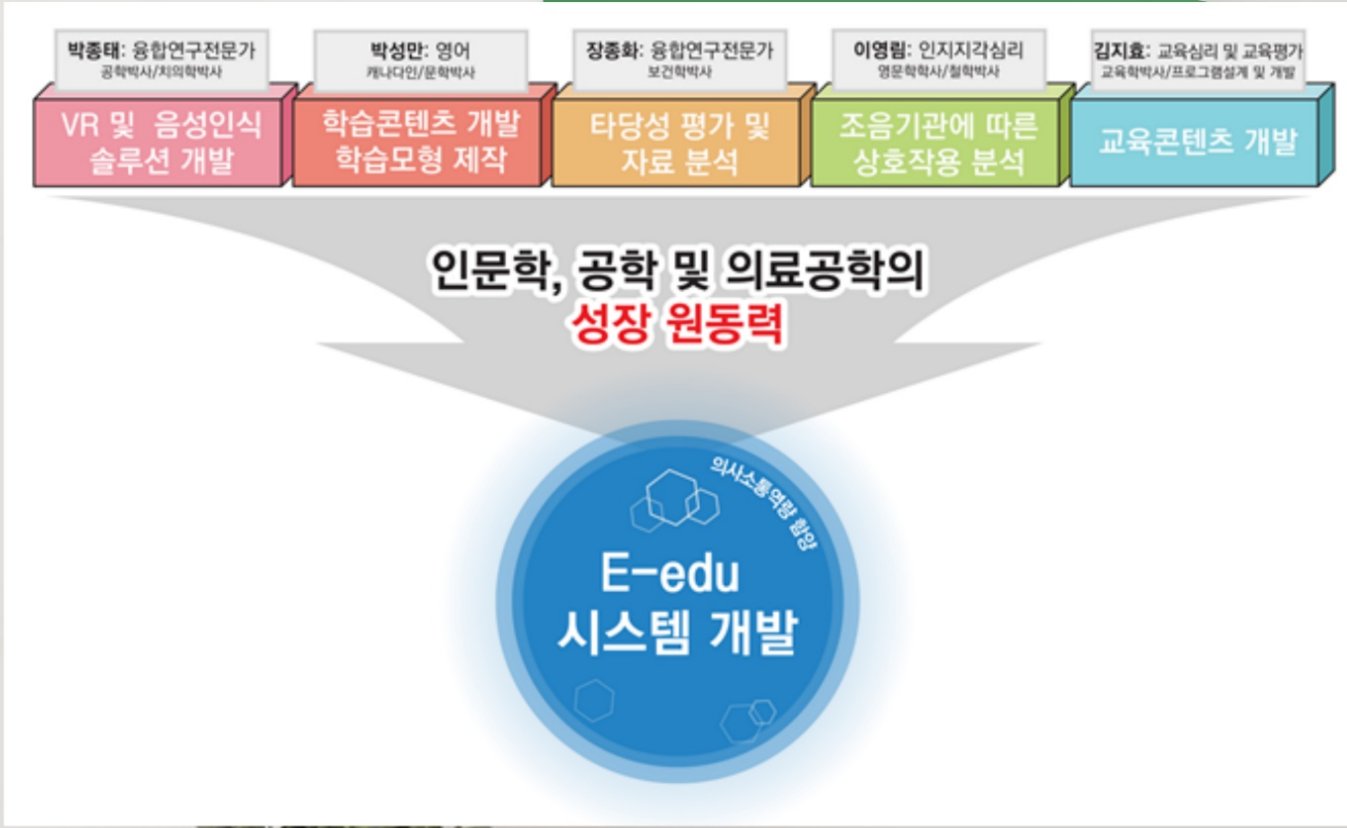 박종태: 융합연구전문가
공학박사/치의학박사
박성만: 영어
캐나다인/문학박사
장종화: 융합연구전문가
보건학박사
이영림: 인지지각심리
영문학학사/철학박사
김지효: 교육심리 및 교육평가
교육학박사/프로그램설계 및 개발
VR 및 음성인식
솔루션 개발
학습콘텐츠 개발
학습모형 제작
타당성 평가 및
자료 분석
조음기관에 따른
상호작용 분석
교육콘텐츠 개발
인문학, 공학 및 의료공학의
성장 원동력
의사소통역량 함양
E-edu
시스템 개발